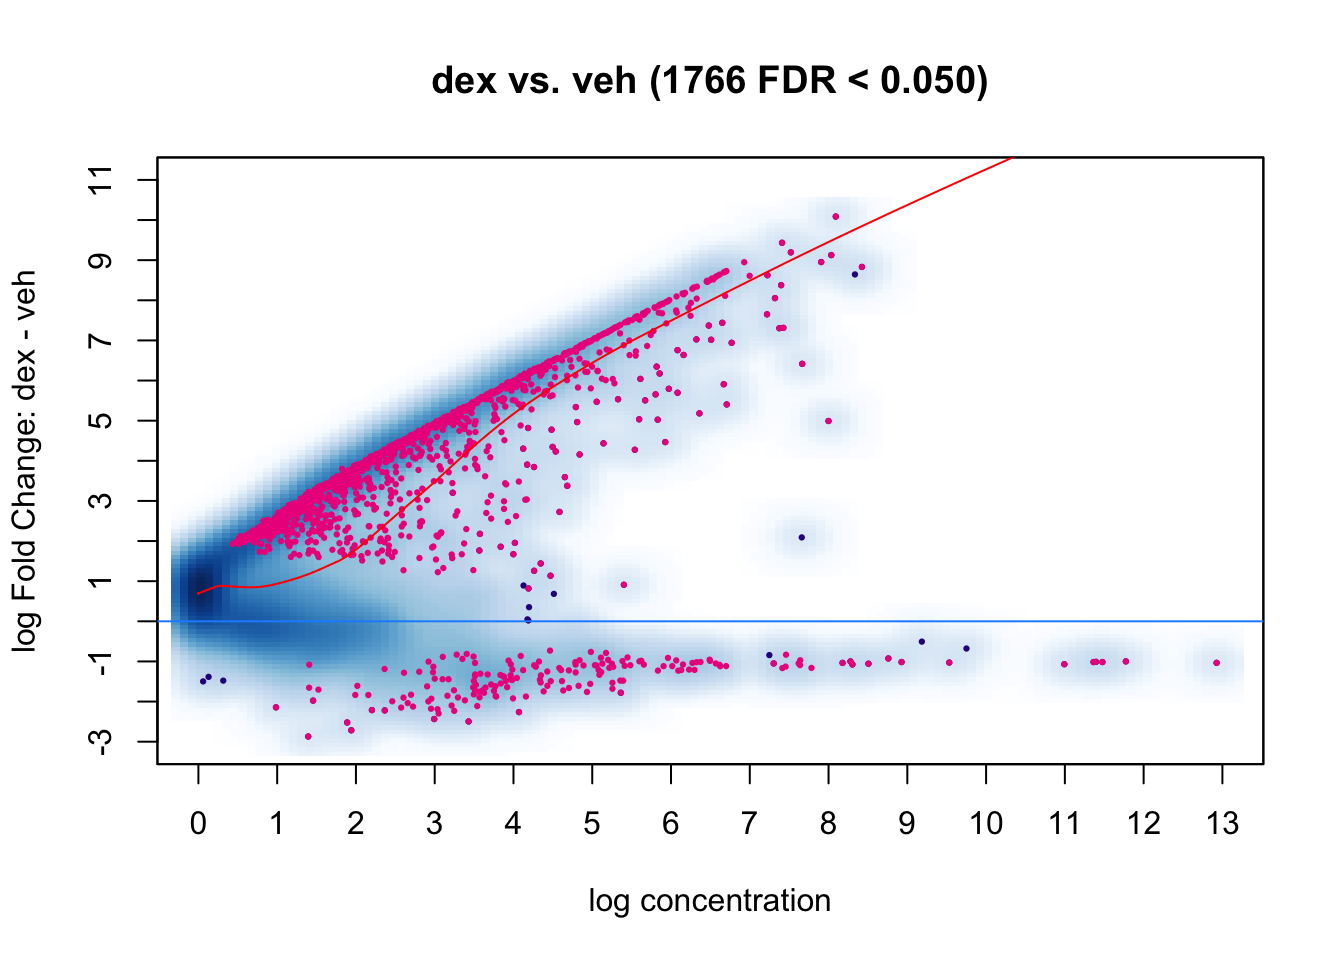 dex vs. veh (1766 FDR < 0.050)
log Fold Change: dex - veh
11
9
7
5
3
1
-1
-3
0 1 2 3 4 5 6 7 8 9 10 11 12 13
log concentration